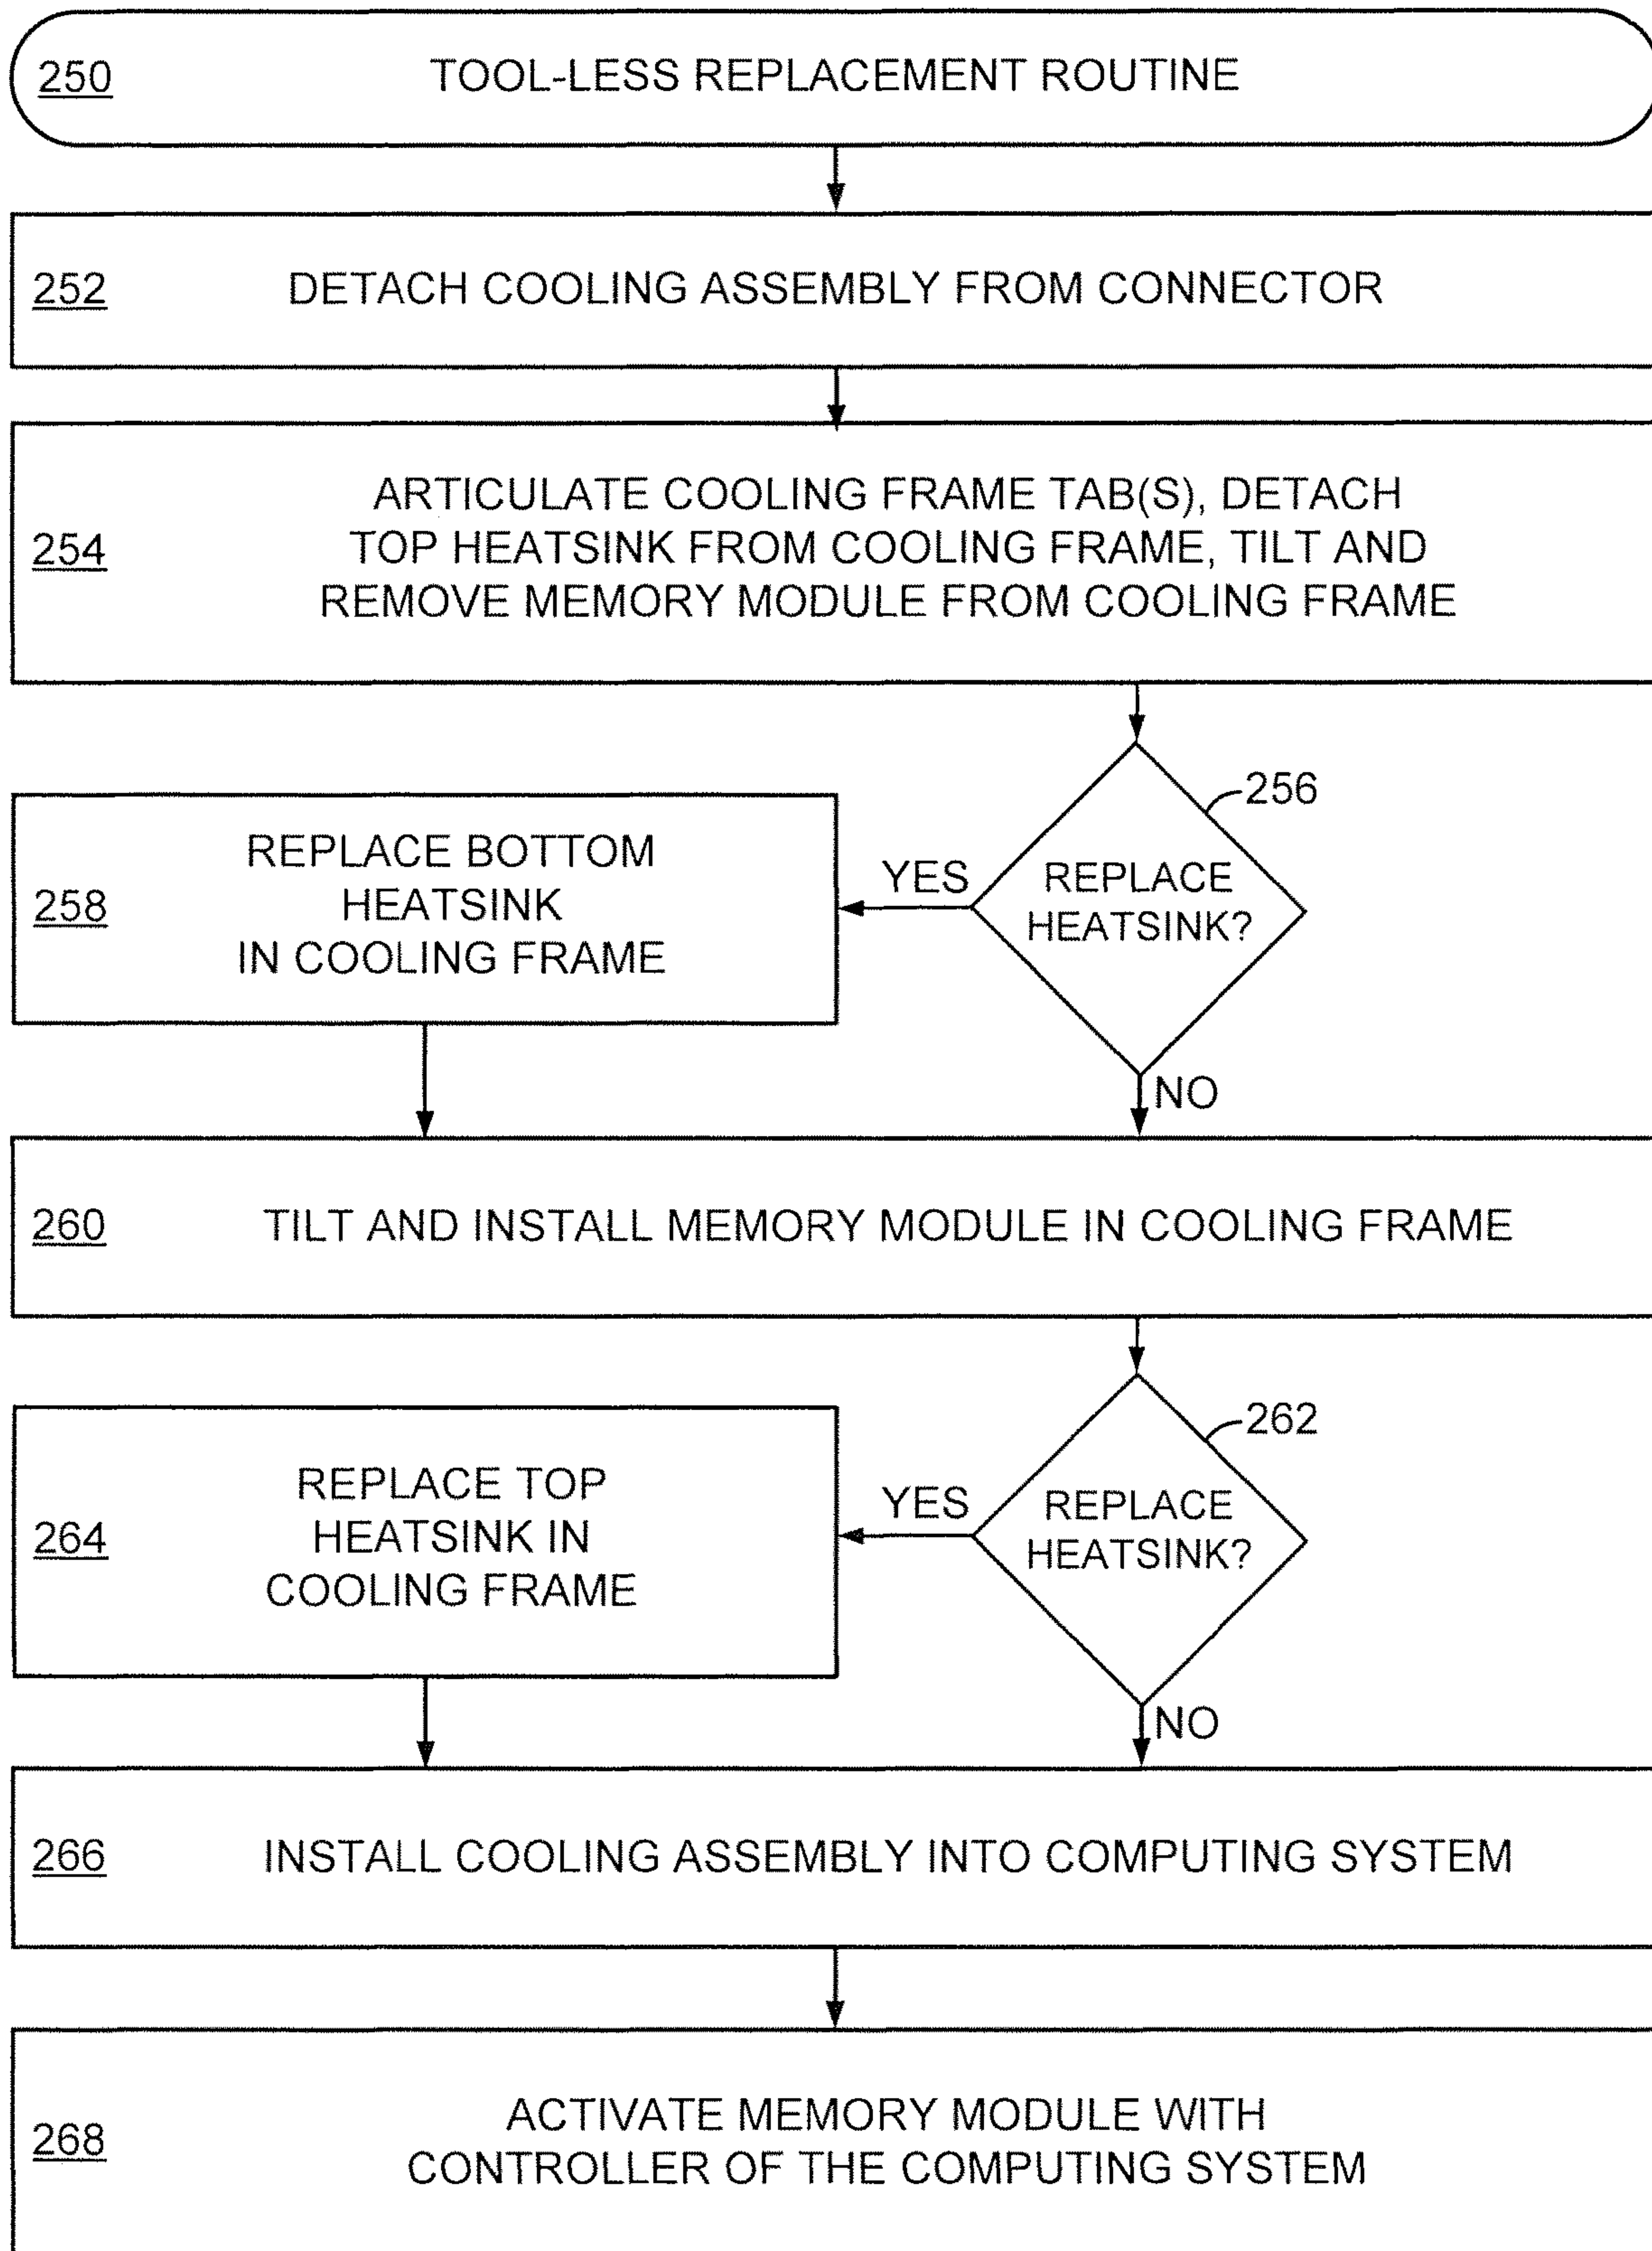 250 TOOL-LESS REPLACEMENT ROUTINE
252 DETACH COOLING ASSEMBLY FROM CONNECTOR
ARTICULATE COOLING FRAME TAB(S), DETACH
254 TOP HEATSINK FROM COOLING FRAME, TILT AND
REMOVE MEMORY MODULE FROM COOLING FRAME
256
REPLACE BOTTOM
258 HEATSINK
IN COOLING FRAME
YES
REPLACE
HEATSINK?
NO
260 TILT AND INSTALL MEMORY MODULE IN COOLING FRAME
262
REPLACE TOP
264 HEATSINK IN
COOLING FRAME
YES
REPLACE
HEATSINK?
NO
266 INSTALL COOLING ASSEMBLY INTO COMPUTING SYSTEM
268 ACTIVATE MEMORY MODULE WITH
CONTROLLER OF THE COMPUTING SYSTEM